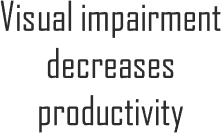 Visual impairment
decreases
productivity